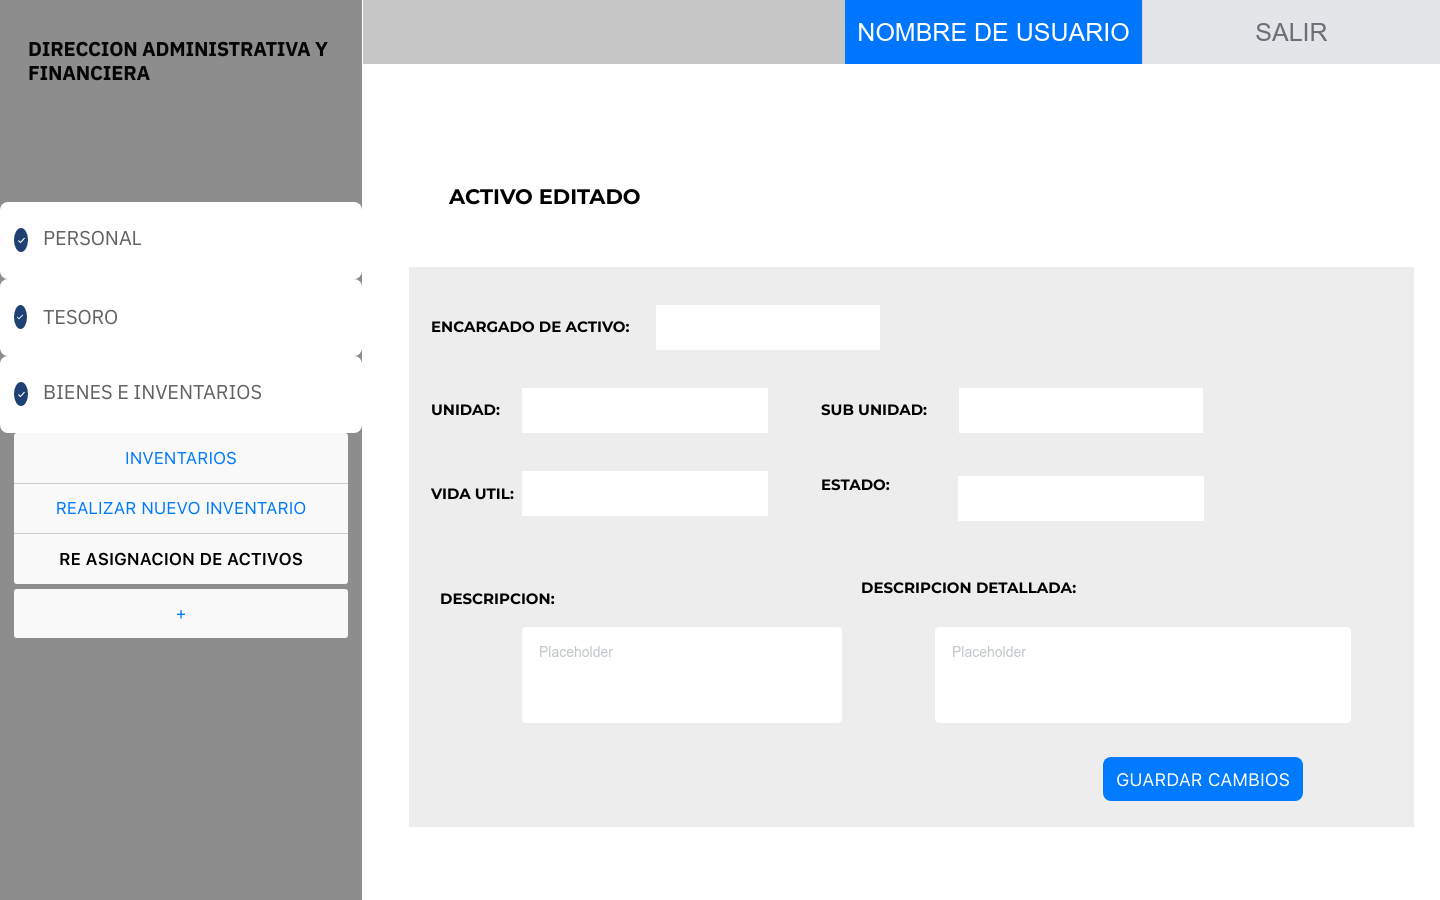 DIRECCION ADMINISTRATIVA Y
FINANCIERA
NOMBRE DE USUARIO
SALIR
PERSONAL
TESORO
BIENES E INVENTARIOS
INVENTARIOS
REALIZAR NUEVO INVENTARIO
RE ASIGNACION DE ACTIVOS
+
ACTIVO EDITADO
ENCARGADO DE ACTIVO:
UNIDAD:
SUB UNIDAD:
VIDA UTIL:
ESTADO:
DESCRIPCION:
DESCRIPCION DETALLADA:
Placeholder
Placeholder
GUARDAR CAMBIOS